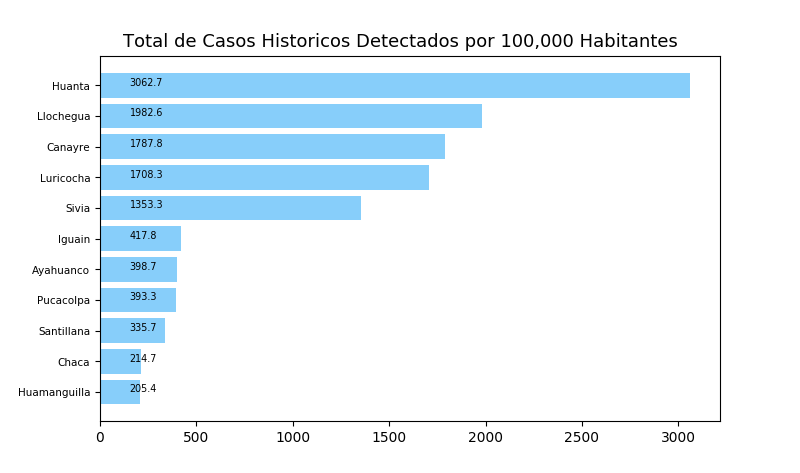 Total de Casos Historicos Detectados por 100,000 Habitantes
Huanta 3062.7
Llochegua 1982.6
Canayre 1787.8
Luricocha 1708.3
Sivia 1353.3
Iguain 417.8
Ayahuanco 398.7
Pucacolpa 393.3
Santillana 335.7
Chaca 214.7
Huamanguilla 205.4
0 500 1000 1500 2000 2500 3000